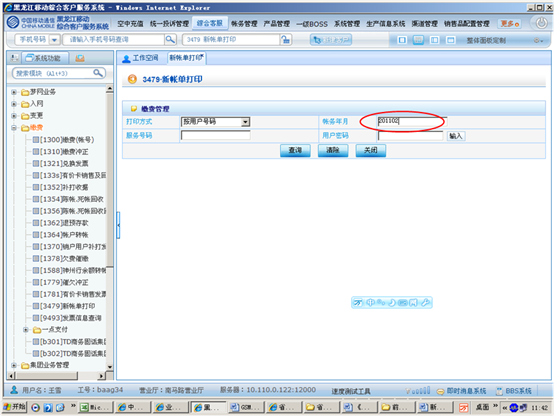 黑龙江移动综合客户服务系统 - Windows Internet Explorer
中国移动通信
CHINA MOBILE
黑龙江移动
综合客户服务系统
空中充值 统一投诉管理 综合客服 帐务管理 产品管理 一级BOSS 系统管理 生产信息系统 渠道管理 销售品配置管理 更多
手机号码 请输入手机号码查询 3479 新帐单打印 整体面板定制
系统功能 工作空间 新帐单打印
搜索模块 (Alt+3)
3479-新帐单打印
梦网业务
入网
变更
缴费
[1300]缴费(帐号)
[1310]缴费冲正
[1321]兑换发票
[133s]有价卡销售及回
[1352]补打收据
[1354]陈帐、死帐回收
[1356]陈帐、死帐回收
[1362]退预存款
[1364]帐户转帐
[1370]销户用户补打发
[1378]欠费催缴
[1588]神州行余额转帐
[1779]催欠冲正
[1781]有价卡销售发票
[3479]新帐单打印
[9493]发票信息查询
一点支付
[b301]TD商务固话集团
[b302]TD商务固话集团
集团业务管理
缴费管理
打印方式 按用户号码 帐务年月 201102
服务号码 用户密码 输入
查询 清除 关闭
用户名：王雪 工号：baag34 营业厅：南马路营业厅 服务器：10.110.0.122:12000 速度测试工具 即时消息系统 BBS系统
开始 中... 业... 黑... GSM... 省... 省... 前... 新... 桌面 11:41